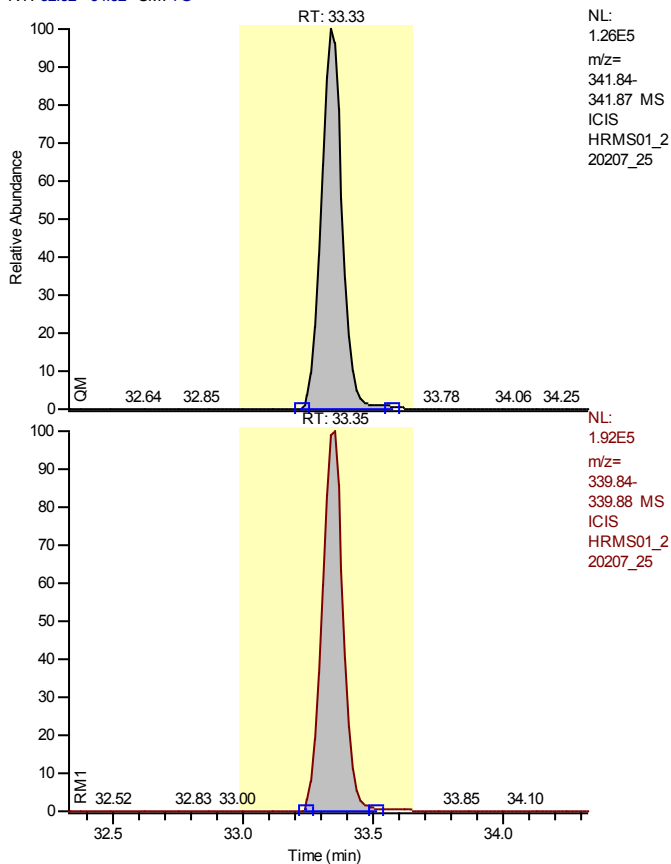 RT: 33.33
NL:
1.26E5
m/z=
341.84-
341.87 MS
ICIS
HRMS01_2
20207_25
100
90
80
70
60
50
40
30
20
10
0
Relative Abundance
QM
32.64 32.85 33.78 34.06 34.25
RT: 33.35
NL:
1.92E5
m/z=
339.84-
339.88 MS
ICIS
HRMS01_2
20207_25
100
90
80
70
60
50
40
30
20
10
0
RM1
32.52 32.83 33.00 33.85 34.10
32.5 33.0 33.5 34.0
Time (min)